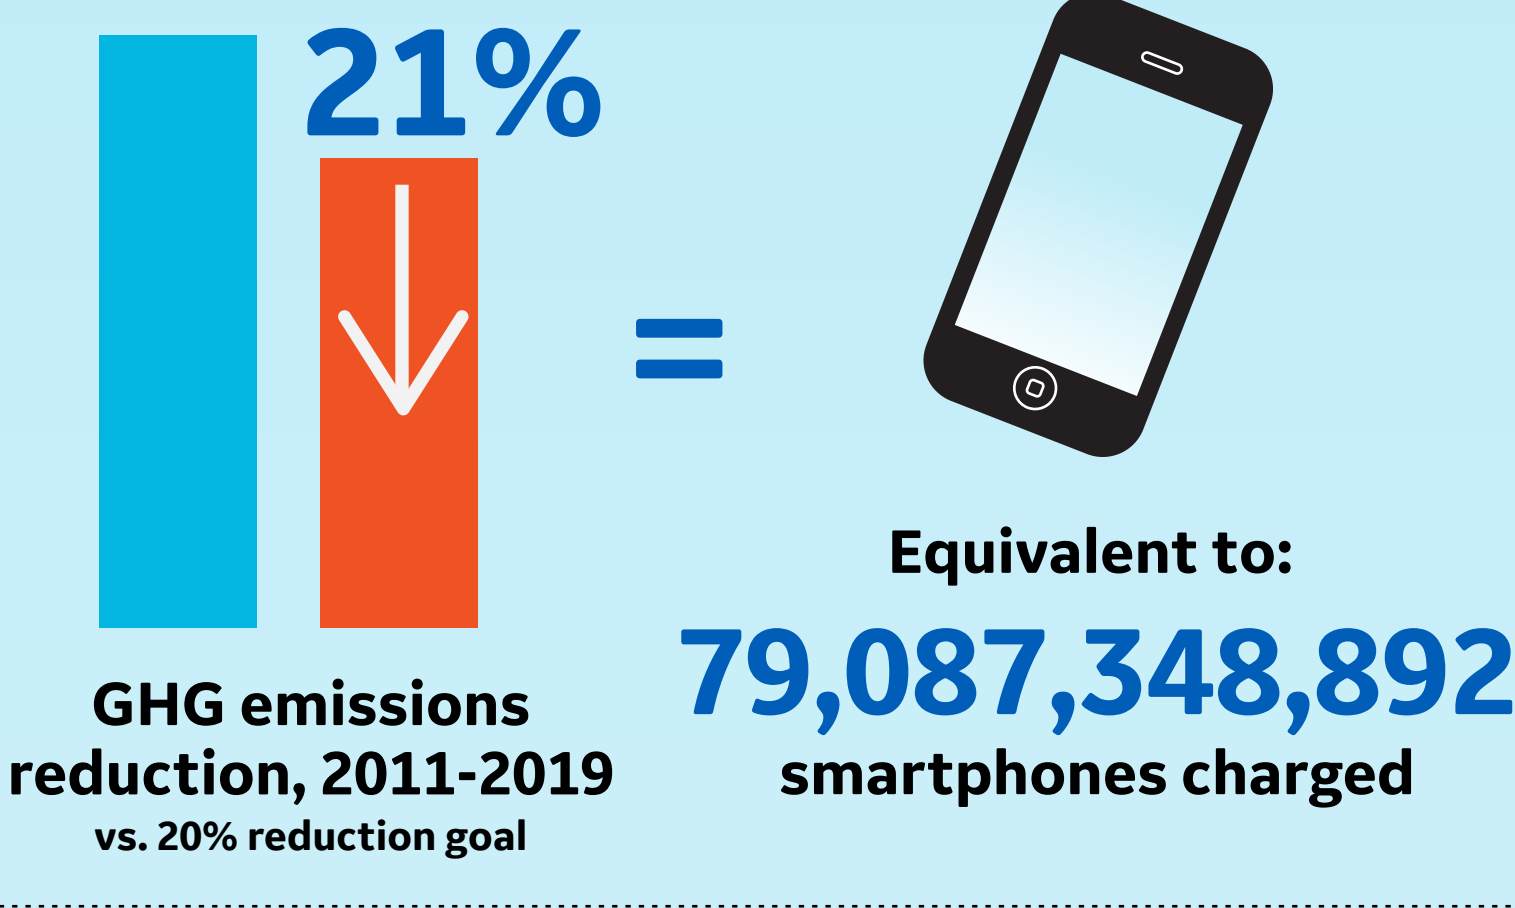 21%
=
GHG emissions
reduction, 2011-2019
vs. 20% reduction goal
Equivalent to:
79,087,348,892
smartphones charged